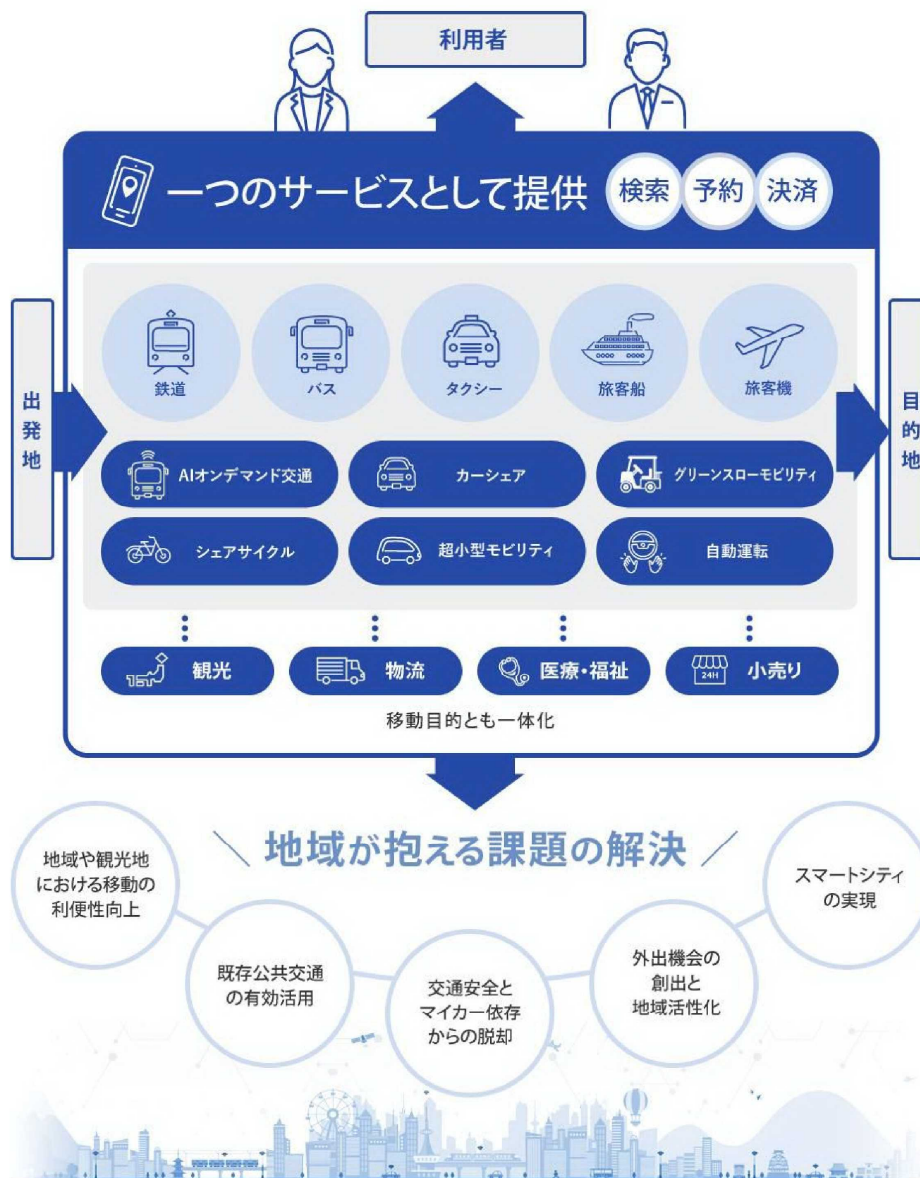 利用者
一つのサービスとして提供
検索
予約
決済
出発地
目的地
鉄道
バス
タクシー
旅客船
旅客機
AIオンデマンド交通
カーシェア
グリーンスローモビリティ
シェアサイクル
超小型モビリティ
自動運転
観光
物流
医療・福祉
24H
小売り
移動目的とも一体化
地域が抱える課題の解決
地域や観光地
における移動の
利便性向上
既存公共交通
の有効活用
交通安全と
マイカー依存
からの脱却
外出機会の
創出と
地域活性化
スマートシティ
の実現